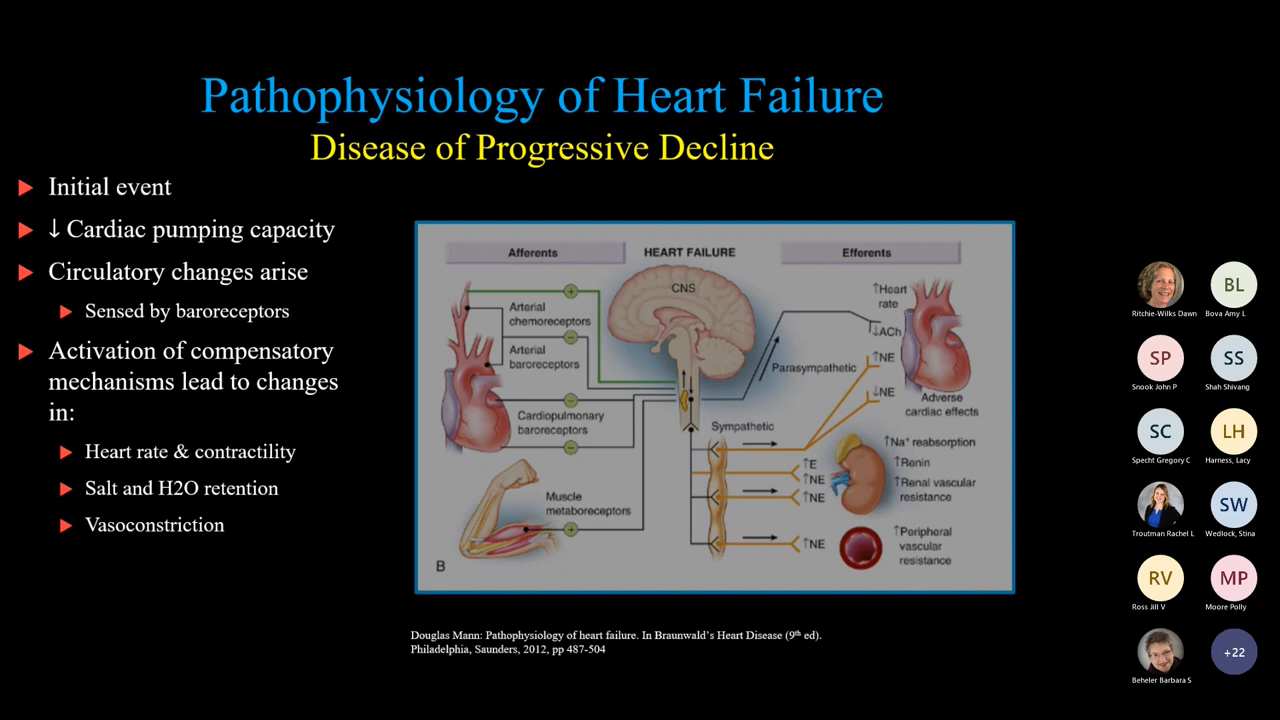 Pathophysiology of Heart Failure
Disease of Progressive Decline
Initial event
↓ Cardiac pumping capacity
Circulatory changes arise
Sensed by baroreceptors
Activation of compensatory
mechanisms lead to changes
in:
Heart rate & contractility
Salt and H2O retention
Vasoconstriction
Afferents
HEART FAILURE
Efferents
CNS
Arterial
chemoreceptors
Arterial
baroreceptors
Cardiopulmonary
baroreceptors
Muscle
metaboreceptors
B
Parasympathetic
Sympathetic
↑Heart
rate
↓ACh
↑NE
↓NE
Adverse
cardiac effects
↑Na⁺ reabsorption
↑E
↑NE
↑NE
↑Renin
↑Renal vascular
resistance
↑NE
↑Peripheral
vascular
resistance
Douglas Mann: Pathophysiology of heart failure. In Braunwald's Heart Disease (9th ed).
Philadelphia, Saunders, 2012, pp 487-504
BL
Ritchie-Wilks Dawn
Bova Amy L
SP
SS
Snook John P
Shah Shivang
SC
LH
Specht Gregory C
Harness, Lacy
SW
Troutman Rachel L
Wedlock, Stina
RV
MP
Ross Jill V
Moore Polly
+22
Beheler Barbara S